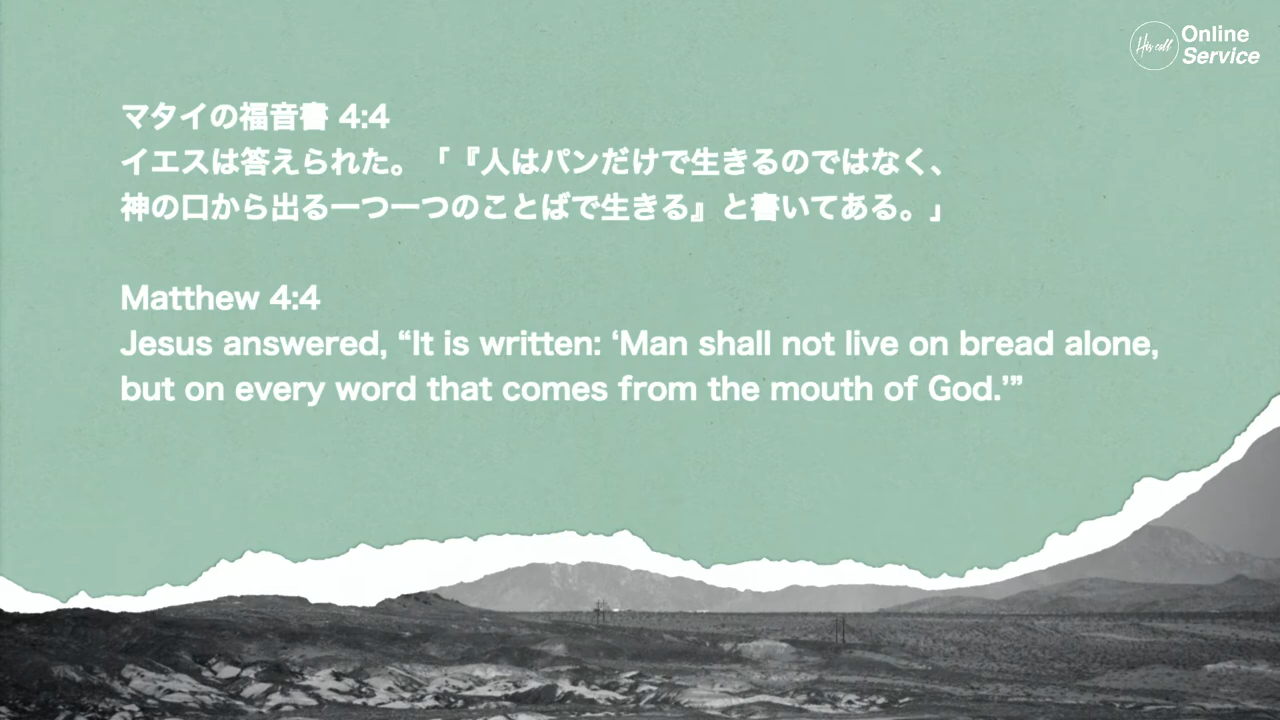 His call
Online
Service
マタイの福音書 4:4
イエスは答えられた。「『人はパンだけで生きるのではなく、
神の口から出る一つ一つのことばで生きる』と書いてある。」
Matthew 4:4
Jesus answered, “It is written: ‘Man shall not live on bread alone,
but on every word that comes from the mouth of God.’”